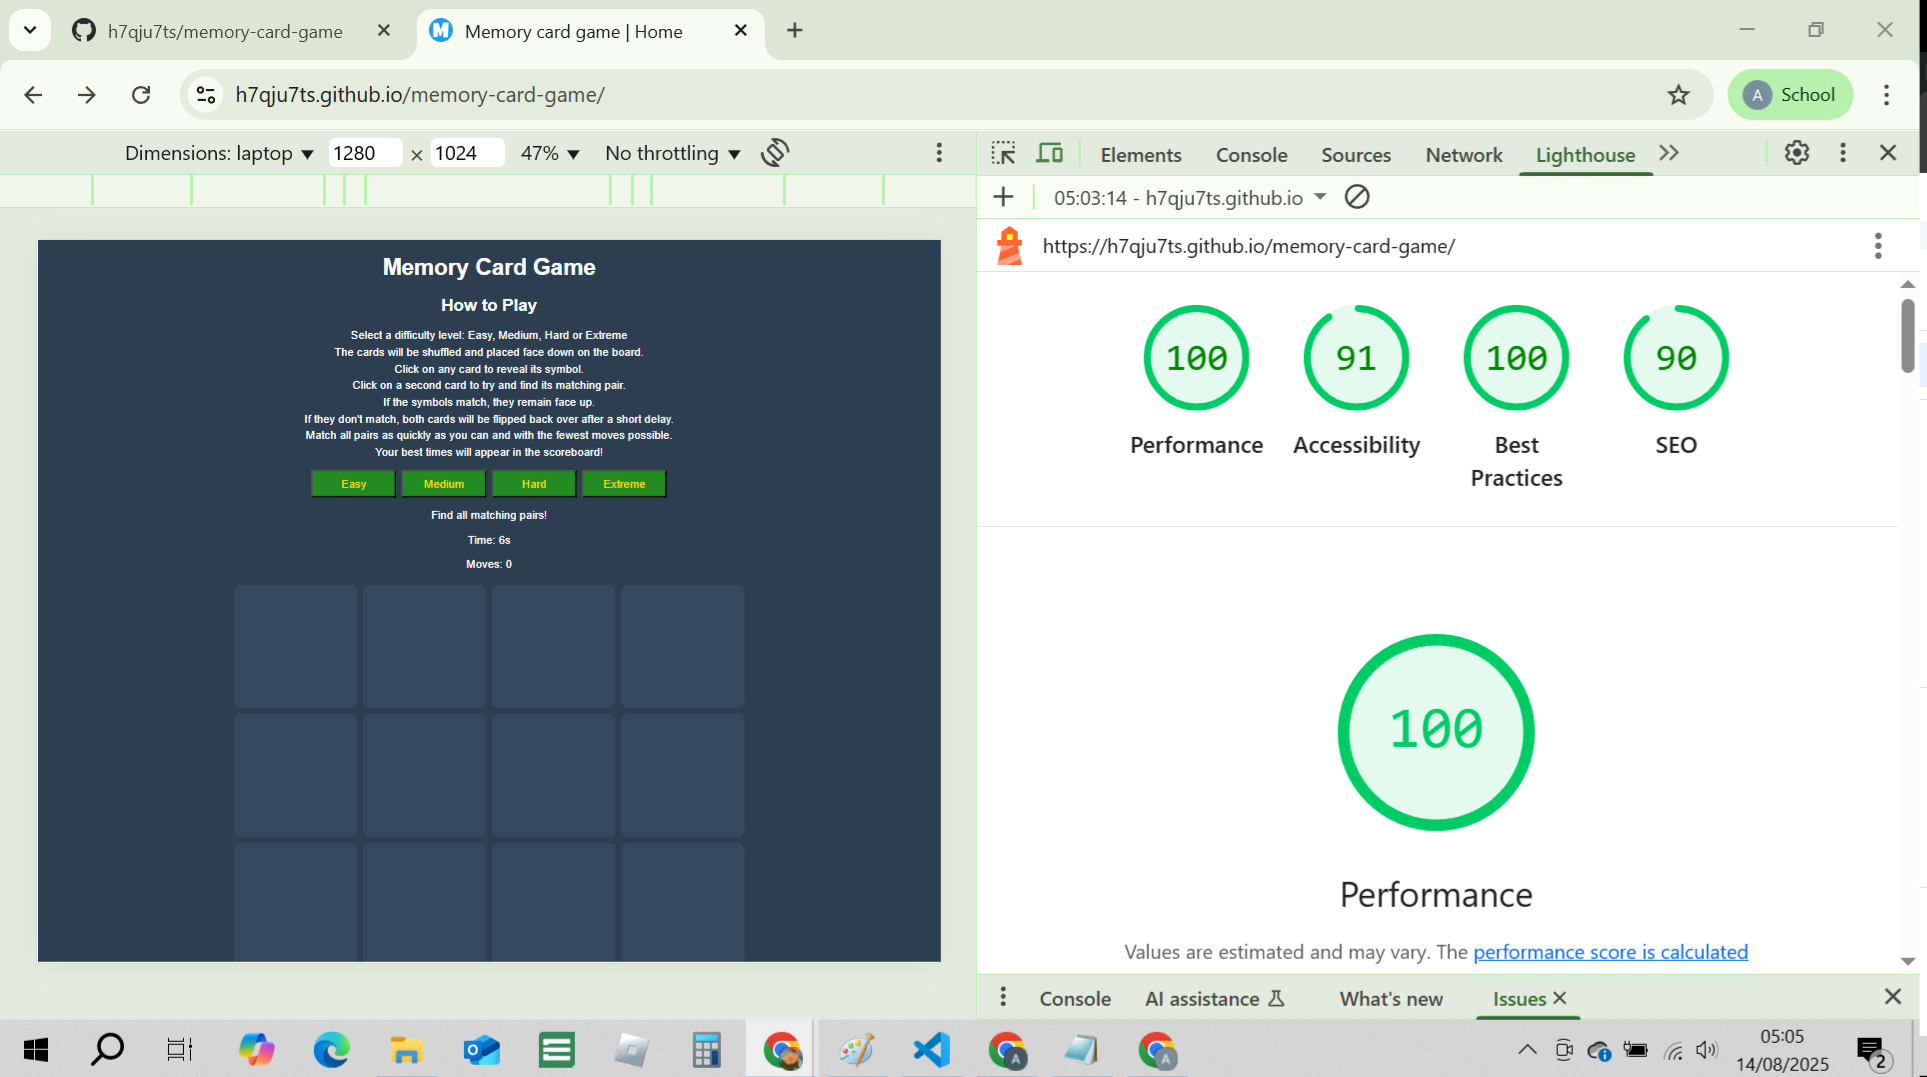 h7qju7ts/memory-card-game
Memory card game | Home
h7qju7ts.github.io/memory-card-game/
A School
Dimensions: laptop 1280 × 1024 47% No throttling
Elements Console Sources Network Lighthouse
05:03:14 - h7qju7ts.github.io
https://h7qju7ts.github.io/memory-card-game/
Memory Card Game
How to Play
Select a difficulty level: Easy, Medium, Hard or Extreme
The cards will be shuffled and placed face down on the board.
Click on any card to reveal its symbol.
Click on a second card to try and find its matching pair.
If the symbols match, they remain face up.
If they don't match, both cards will be flipped back over after a short delay.
Match all pairs as quickly as you can and with the fewest moves possible.
Your best times will appear in the scoreboard!
Easy Medium Hard Extreme
Find all matching pairs!
Time: 6s
Moves: 0
100 91 100 90
Performance Accessibility Best Practices SEO
100
Performance
Values are estimated and may vary. The performance score is calculated
Console AI assistance What's new Issues
05:05
14/08/2025
2